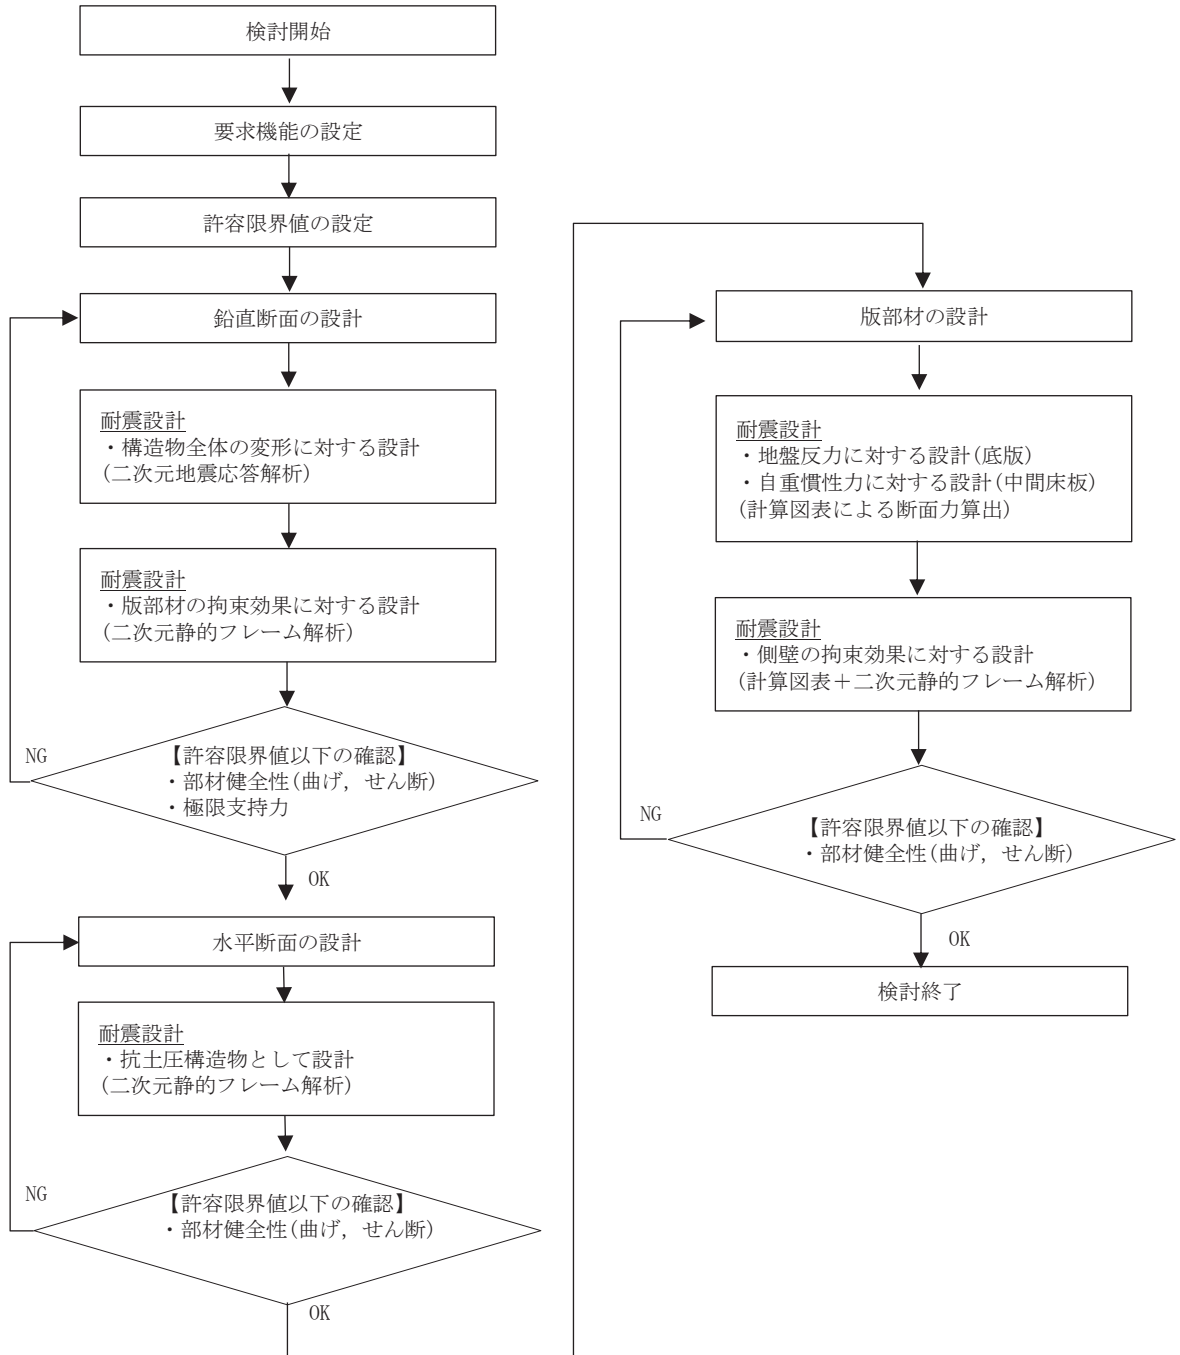 検討開始
要求機能の設定
許容限界値の設定
鉛直断面の設計
耐震設計
・構造物全体の変形に対する設計
(二次元地震応答解析)
耐震設計
・版部材の拘束効果に対する設計
(二次元静的フレーム解析)
NG
【許容限界値以下の確認】
・部材健全性(曲げ，せん断)
・極限支持力
OK
水平断面の設計
耐震設計
・抗土圧構造物として設計
(二次元静的フレーム解析)
NG
【許容限界値以下の確認】
・部材健全性(曲げ，せん断)
OK
版部材の設計
耐震設計
・地盤反力に対する設計(底版)
・自重慣性力に対する設計(中間床板)
(計算図表による断面力算出)
耐震設計
・側壁の拘束効果に対する設計
(計算図表＋二次元静的フレーム解析)
NG
【許容限界値以下の確認】
・部材健全性(曲げ，せん断)
OK
検討終了